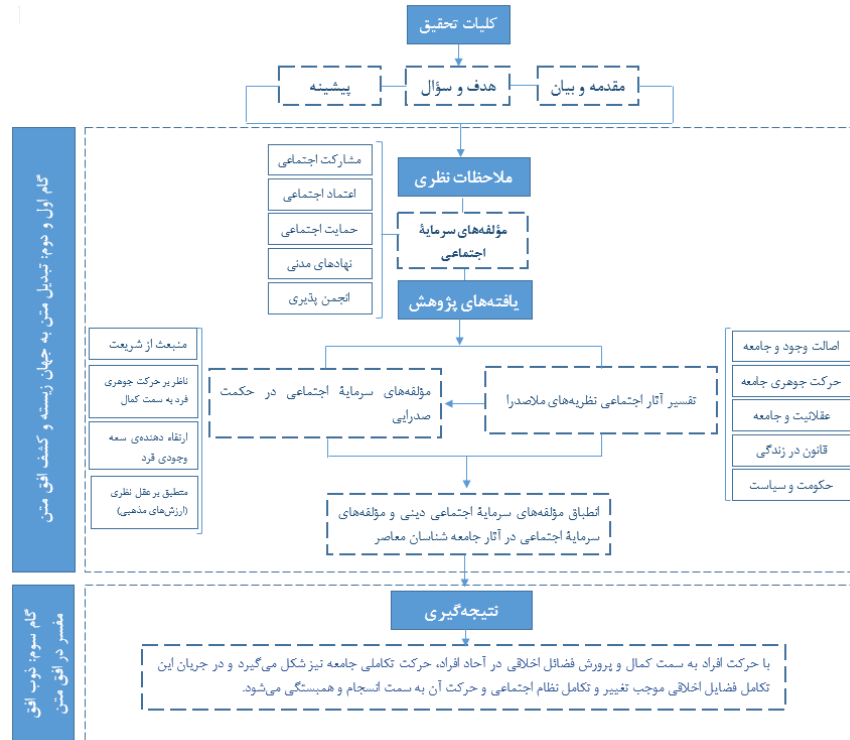 کلیات تحقیق
مقدمه و بیان
هدف و سؤال
پیشینه
گام اول و دوم: تبدیل متن به جهان زیسته و کشف افق متن
ملاحظات نظری
مؤلفه‌های سرمایۀ
اجتماعی
مشارکت اجتماعی
اعتماد اجتماعی
حمایت اجتماعی
نهادهای مدنی
انجمن پذیری
یافته‌های پژوهش
اصالت وجود و جامعه
حرکت جوهری جامعه
عقلانیت و جامعه
قانون در زندگی
حکومت و سیاست
تفسیر آثار اجتماعی نظریه‌های ملاصدرا
مؤلفه‌های سرمایۀ اجتماعی در حکمت
صدرایی
منبعث از شریعت
ناظر بر حرکت جوهری
فرد به سمت کمال
ارتقاء دهنده‌ی سعه
وجودی فرد
منطبق بر عقل نظری
(ارزش‌های مذهبی)
انطباق مؤلفه‌های سرمایۀ اجتماعی دینی و مؤلفه‌های
سرمایۀ اجتماعی در آثار جامعه شناسان معاصر
گام سوم: ذوب افق
مفسر در افق متن
نتیجه‌گیری
با حرکت افراد به سمت کمال و پرورش فضائل اخلاقی در آحاد افراد، حرکت تکاملی جامعه نیز شکل می‌گیرد و در جریان این
تکامل فضایل اخلاقی موجب تغییر و تکامل نظام اجتماعی و حرکت آن به سمت انسجام و همبستگی می‌شود.